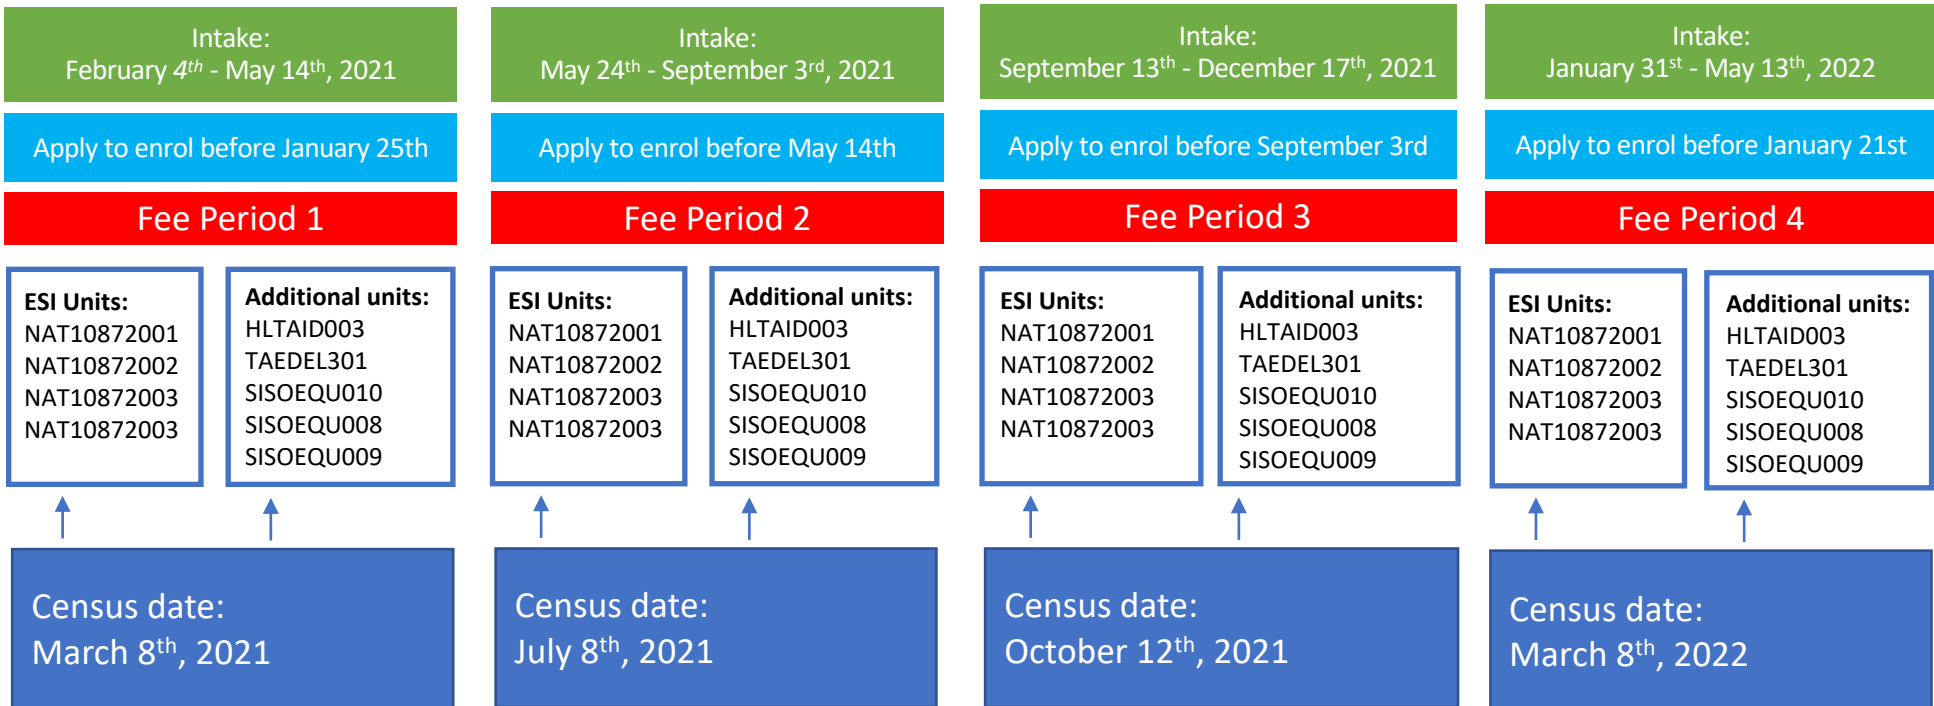 Intake:
February 4th - May 14th, 2021
Apply to enrol before January 25th
Fee Period 1
ESI Units:
NAT10872001
NAT10872002
NAT10872003
NAT10872003
Additional units:
HLTAID003
TAEDEL301
SISOEQU010
SISOEQU008
SISOEQU009
Census date:
March 8th, 2021
Intake:
May 24th - September 3rd, 2021
Apply to enrol before May 14th
Fee Period 2
ESI Units:
NAT10872001
NAT10872002
NAT10872003
NAT10872003
Additional units:
HLTAID003
TAEDEL301
SISOEQU010
SISOEQU008
SISOEQU009
Census date:
July 8th, 2021
Intake:
September 13th - December 17th, 2021
Apply to enrol before September 3rd
Fee Period 3
ESI Units:
NAT10872001
NAT10872002
NAT10872003
NAT10872003
Additional units:
HLTAID003
TAEDEL301
SISOEQU010
SISOEQU008
SISOEQU009
Census date:
October 12th, 2021
Intake:
January 31st - May 13th, 2022
Apply to enrol before January 21st
Fee Period 4
ESI Units:
NAT10872001
NAT10872002
NAT10872003
NAT10872003
Additional units:
HLTAID003
TAEDEL301
SISOEQU010
SISOEQU008
SISOEQU009
Census date:
March 8th, 2022